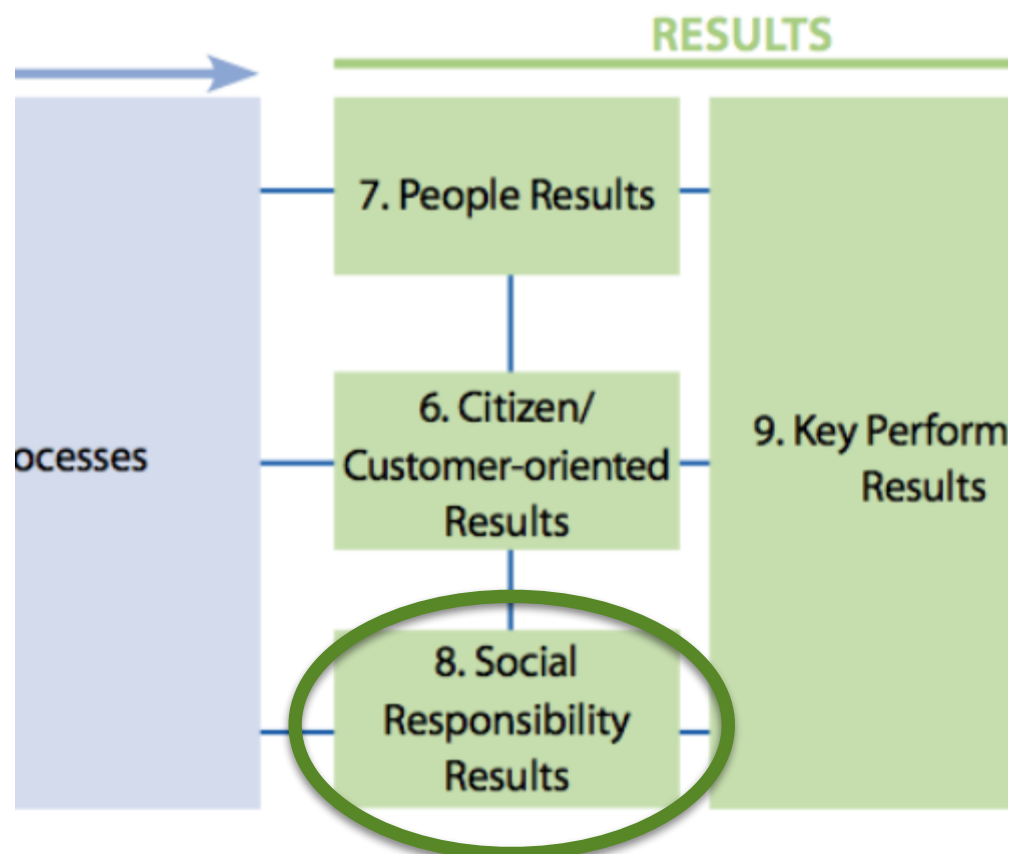 RESULTS
7. People Results
6. Citizen/
Customer-oriented
Results
ocesses
9. Key Perform
Results
8. Social
Responsibility
Results